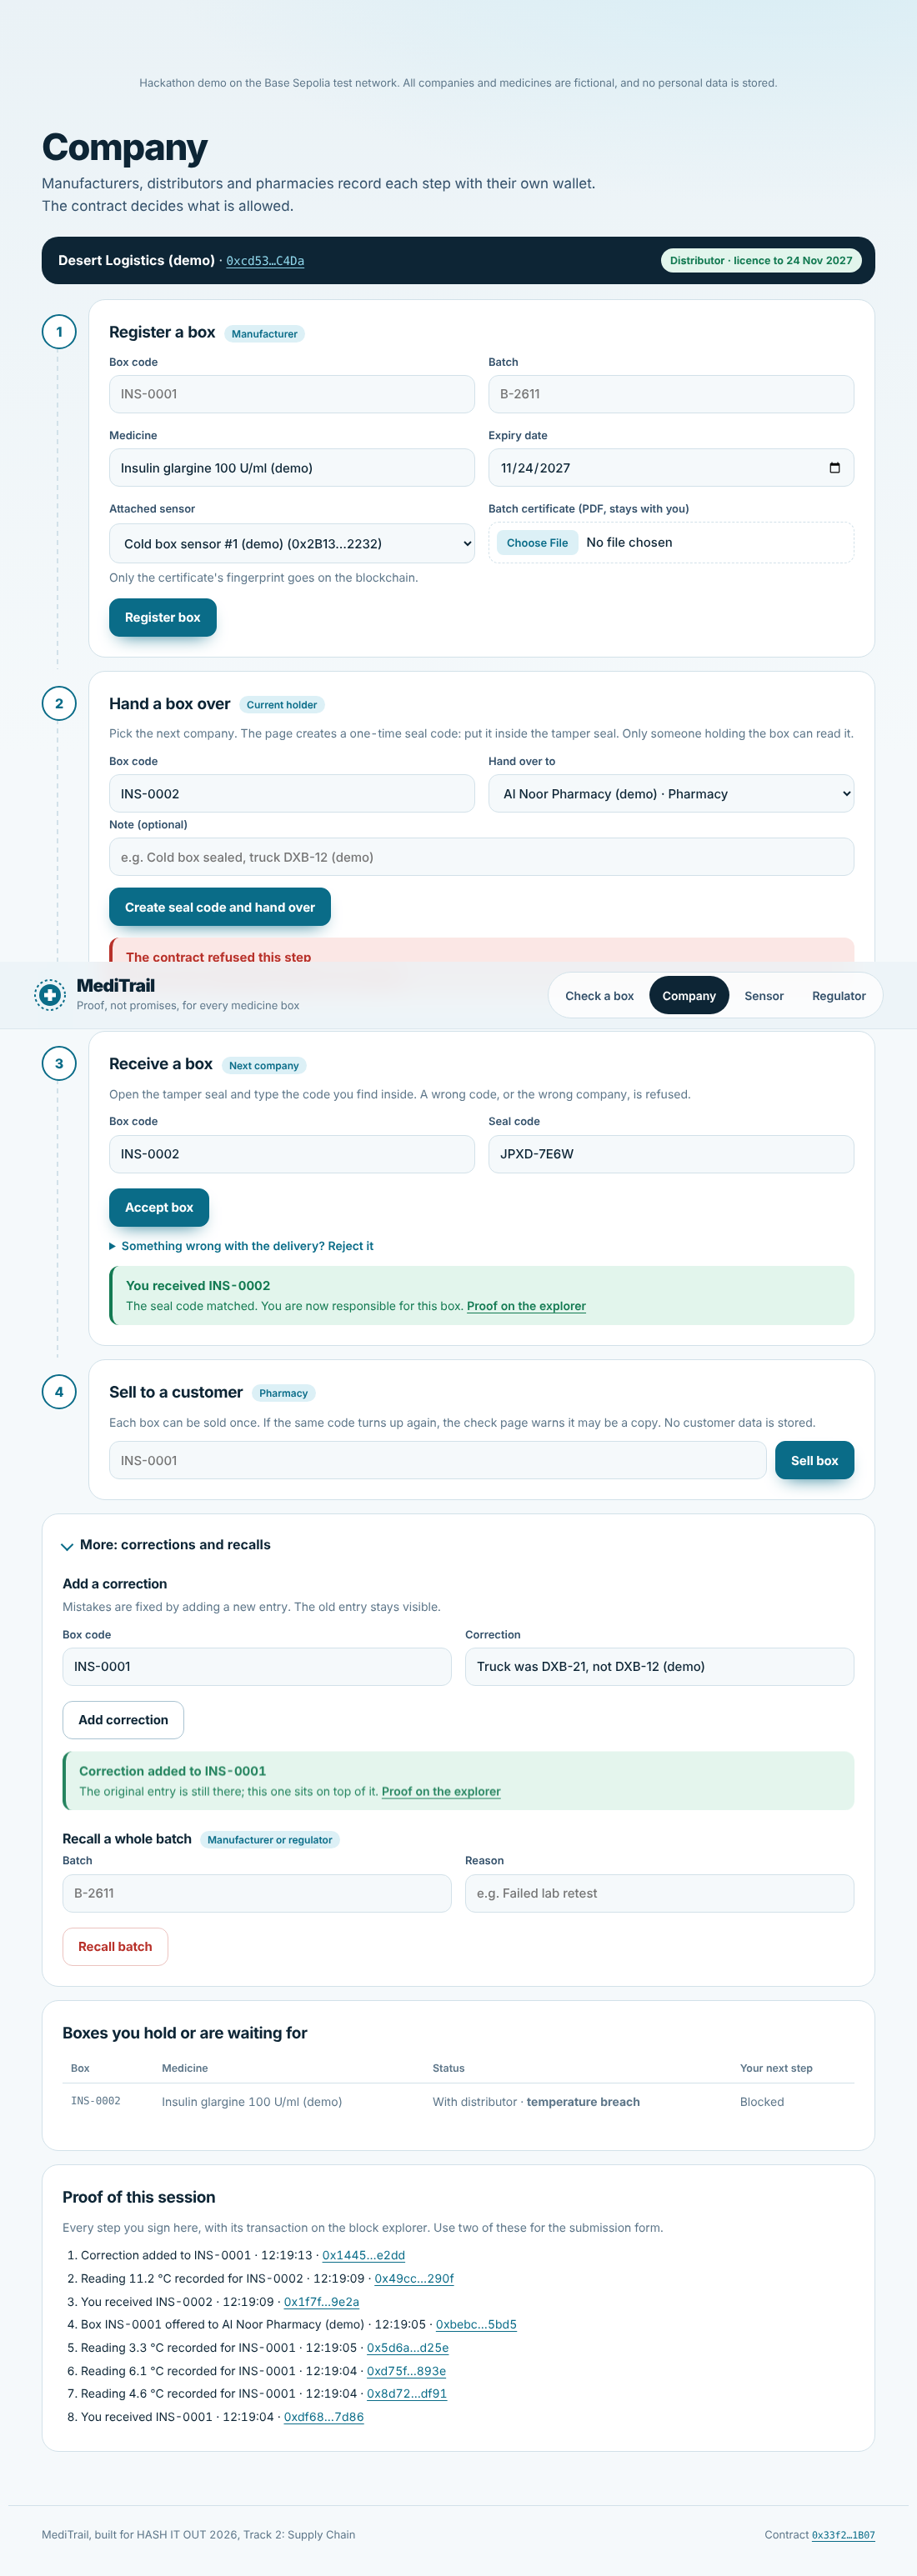 Hackathon demo on the Base Sepolia test network. All companies and medicines are fictional, and no personal data is stored.
Company
Manufacturers, distributors and pharmacies record each step with their own wallet.
The contract decides what is allowed.
Desert Logistics (demo) · 0xcd53…C4Da
Distributor · licence to 24 Nov 2027
1
Register a box Manufacturer
Box code
Batch
INS-0001
B-2611
Medicine
Expiry date
Insulin glargine 100 U/ml (demo)
11/24/2027
Attached sensor
Batch certificate (PDF, stays with you)
Cold box sensor #1 (demo) (0x2B13…2232)
Choose File No file chosen
Only the certificate's fingerprint goes on the blockchain.
Register box
2
Hand a box over Current holder
Pick the next company. The page creates a one-time seal code: put it inside the tamper seal. Only someone holding the box can read it.
Box code
Hand over to
INS-0002
Al Noor Pharmacy (demo) · Pharmacy
Note (optional)
e.g. Cold box sealed, truck DXB-12 (demo)
Create seal code and hand over
The contract refused this step
MediTrail
Proof, not promises, for every medicine box
Check a box
Company
Sensor
Regulator
3
Receive a box Next company
Open the tamper seal and type the code you find inside. A wrong code, or the wrong company, is refused.
Box code
Seal code
INS-0002
JPXD-7E6W
Accept box
Something wrong with the delivery? Reject it
You received INS-0002
The seal code matched. You are now responsible for this box. Proof on the explorer
4
Sell to a customer Pharmacy
Each box can be sold once. If the same code turns up again, the check page warns it may be a copy. No customer data is stored.
INS-0001
Sell box
More: corrections and recalls
Add a correction
Mistakes are fixed by adding a new entry. The old entry stays visible.
Box code
Correction
INS-0001
Truck was DXB-21, not DXB-12 (demo)
Add correction
Correction added to INS-0001
The original entry is still there; this one sits on top of it. Proof on the explorer
Recall a whole batch Manufacturer or regulator
Batch
Reason
B-2611
e.g. Failed lab retest
Recall batch
Boxes you hold or are waiting for
Box Medicine Status Your next step
INS-0002 Insulin glargine 100 U/ml (demo) With distributor · temperature breach Blocked
Proof of this session
Every step you sign here, with its transaction on the block explorer. Use two of these for the submission form.
1. Correction added to INS-0001 · 12:19:13 · 0x1445…e2dd
2. Reading 11.2 °C recorded for INS-0002 · 12:19:09 · 0x49cc…290f
3. You received INS-0002 · 12:19:09 · 0x1f7f…9e2a
4. Box INS-0001 offered to Al Noor Pharmacy (demo) · 12:19:05 · 0xbebc…5bd5
5. Reading 3.3 °C recorded for INS-0001 · 12:19:05 · 0x5d6a…d25e
6. Reading 6.1 °C recorded for INS-0001 · 12:19:04 · 0xd75f…893e
7. Reading 4.6 °C recorded for INS-0001 · 12:19:04 · 0x8d72…df91
8. You received INS-0001 · 12:19:04 · 0xdf68…7d86
MediTrail, built for HASH IT OUT 2026, Track 2: Supply Chain
Contract 0x33f2…1B07